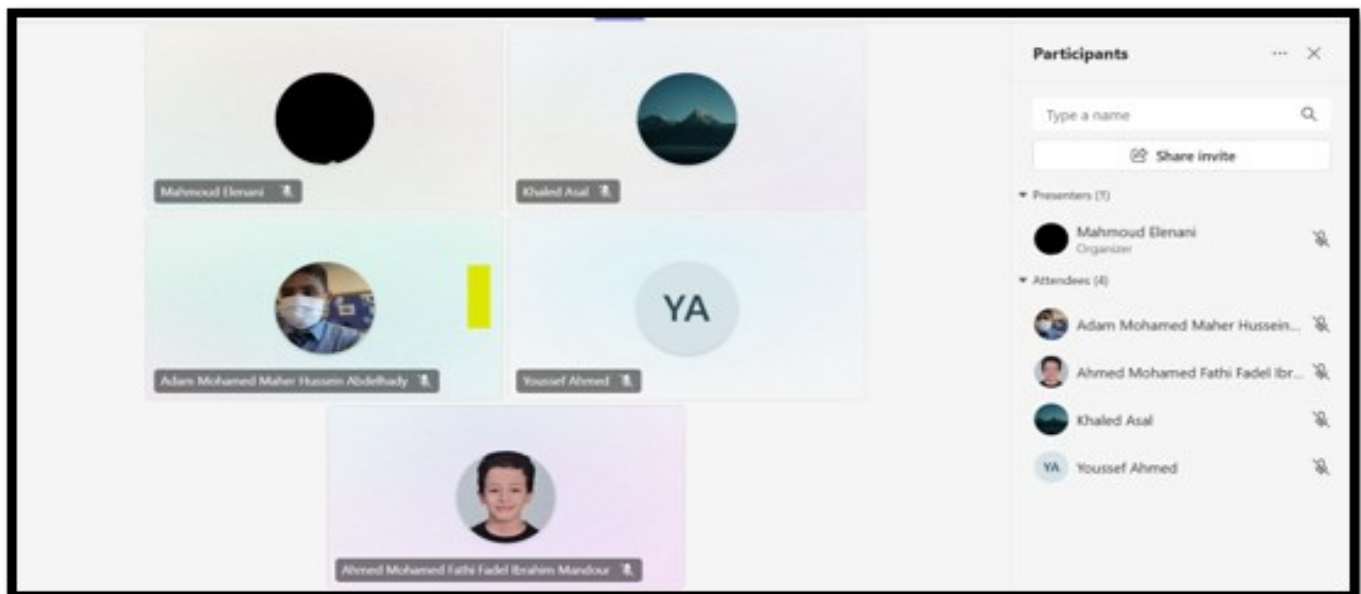 Mahmoud Elenani
Khaled Asal
Adam Mohamed Maher Hussein Abdelhady
YA
Youssef Ahmed
Ahmed Mohamed Fathi Fadel Ibrahim Mandour
Participants
Type a name
Share invite
Presenters (1)
Mahmoud Elenani
Organizer
Attendees (4)
Adam Mohamed Maher Hussein...
Ahmed Mohamed Fathi Fadel Ibr...
Khaled Asal
YA Youssef Ahmed